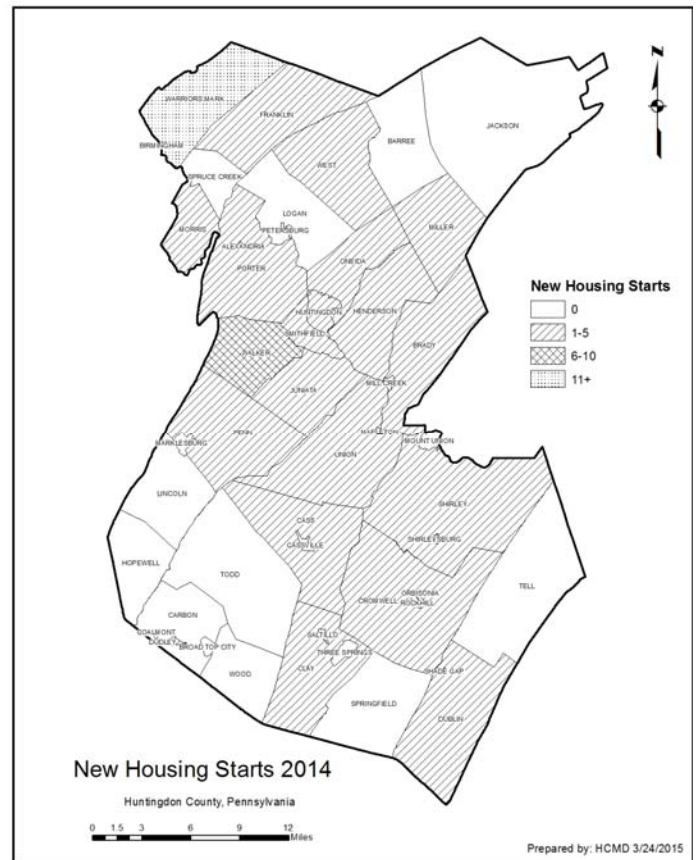 N
WARRIORS MARK
FRANKLIN
BIRMINGHAM
BARREE
JACKSON
WEST
SPRUCE CREEK
LOGAN
PETERSBURG
MORRIS
ALEXANDRIA
MILLER
ONEIDA
PORTER
HUNTINGDON
HENDERSON
SMITHFIELD
BRADY
WALKER
JUNIATA
MILL CREEK
PENN
MAPLETON
MOUNT UNION
MARKLESBURG
UNION
LINCOLN
SHIRLEY
CASS
CASSVILLE
SHIRLEYSBURG
HOPEWELL
TODD
TELL
ORBISONIA
CROMWELL
ROCKHILL
CARBON
COALMONT
DUDLEY
BROAD TOP CITY
SALTILLO
THREE SPRINGS
WOOD
CLAY
SHADE GAP
SPRINGFIELD
DUBLIN
New Housing Starts
0
1-5
6-10
11+
New Housing Starts 2014
Huntingdon County, Pennsylvania
0 1.5 3 6 9 12
Miles
Prepared by: HCMD 3/24/2015